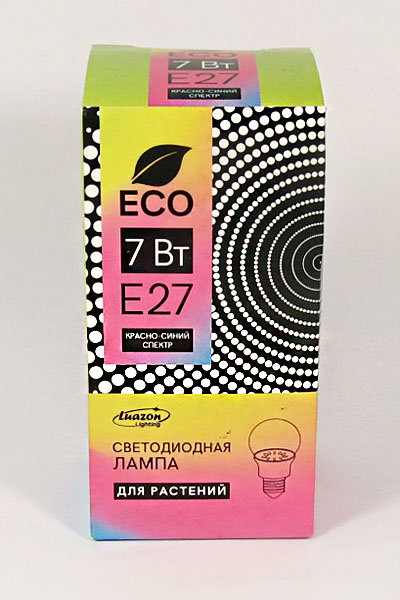 ECO
7 Вт
E27
КРАСНО-СИНИЙ
СПЕКТР
ECO
7 Вт
E27
КРАСНО-СИНИЙ
СПЕКТР
Luazon
Lighting
СВЕТОДИОДНАЯ
ЛАМПА
ДЛЯ РАСТЕНИЙ